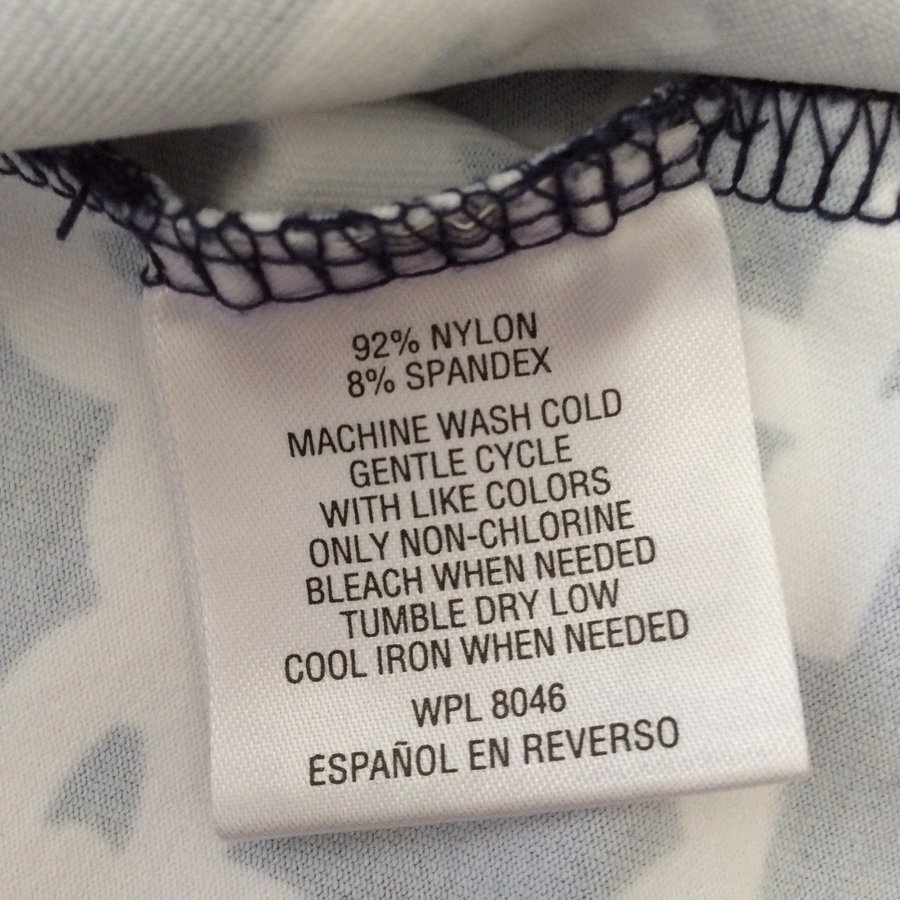 92% NYLON
8% SPANDEX
MACHINE WASH COLD
GENTLE CYCLE
WITH LIKE COLORS
ONLY NON-CHLORINE
BLEACH WHEN NEEDED
TUMBLE DRY LOW
COOL IRON WHEN NEEDED
WPL 8046
ESPAÑOL EN REVERSO